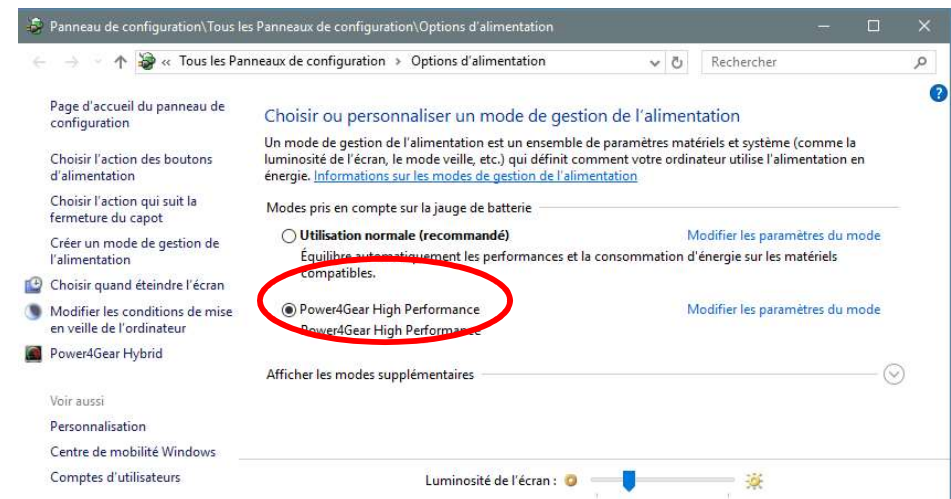 Panneau de configuration\Tous les Panneaux de configuration\Options d'alimentation
« Tous les Panneaux de configuration > Options d'alimentation
Rechercher
Page d'accueil du panneau de
configuration
Choisir l'action des boutons
d'alimentation
Choisir l'action qui suit la
fermeture du capot
Créer un mode de gestion de
l'alimentation
Choisir quand éteindre l'écran
Modifier les conditions de mise
en veille de l'ordinateur
Power4Gear Hybrid
Voir aussi
Personnalisation
Centre de mobilité Windows
Comptes d'utilisateurs
Choisir ou personnaliser un mode de gestion de l'alimentation
Un mode de gestion de l'alimentation est un ensemble de paramètres matériels et système (comme la
luminosité de l'écran, le mode veille, etc.) qui définit comment votre ordinateur utilise l'alimentation en
énergie. Informations sur les modes de gestion de l'alimentation
Modes pris en compte sur la jauge de batterie
Utilisation normale (recommandé) Modifier les paramètres du mode
Équilibre automatiquement les performances et la consommation d'énergie sur les matériels
compatibles.
Power4Gear High Performance Modifier les paramètres du mode
Power4Gear High Performance
Afficher les modes supplémentaires
Luminosité de l'écran :